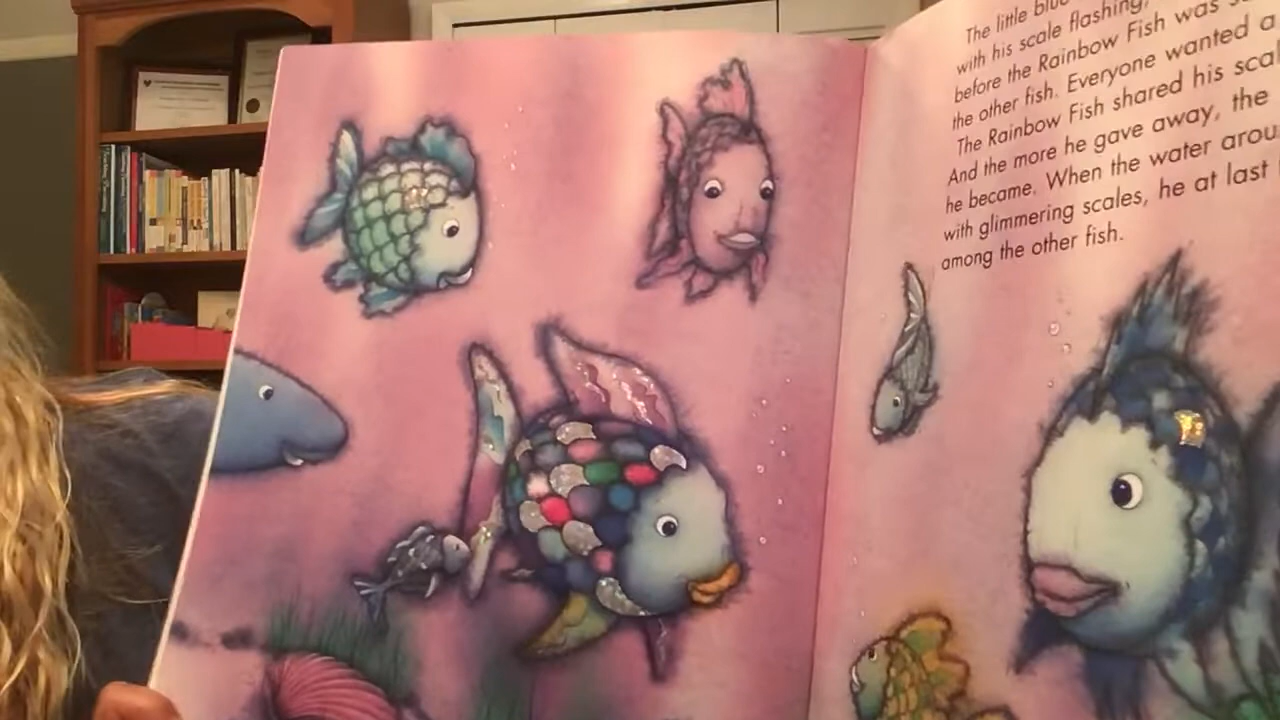 The little blue
with his scale flashing,
before the Rainbow Fish was
the other fish. Everyone wanted a
The Rainbow Fish shared his
And the more he gave away, the
he became. When the water
with glimmering scales, he at last
among the other fish.